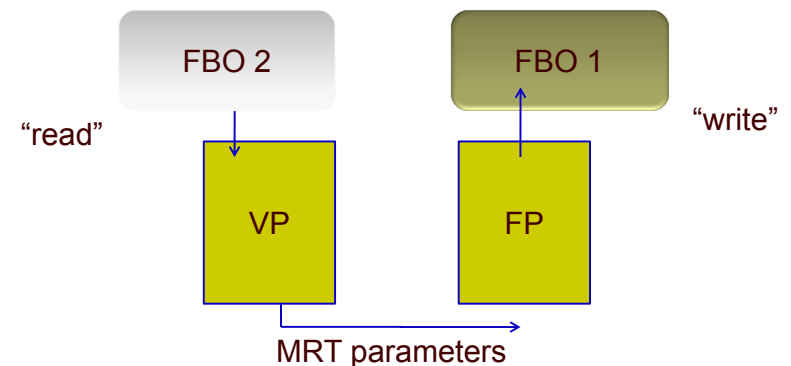 FBO 2
FBO 1
“read”
“write”
VP
FP
MRT parameters